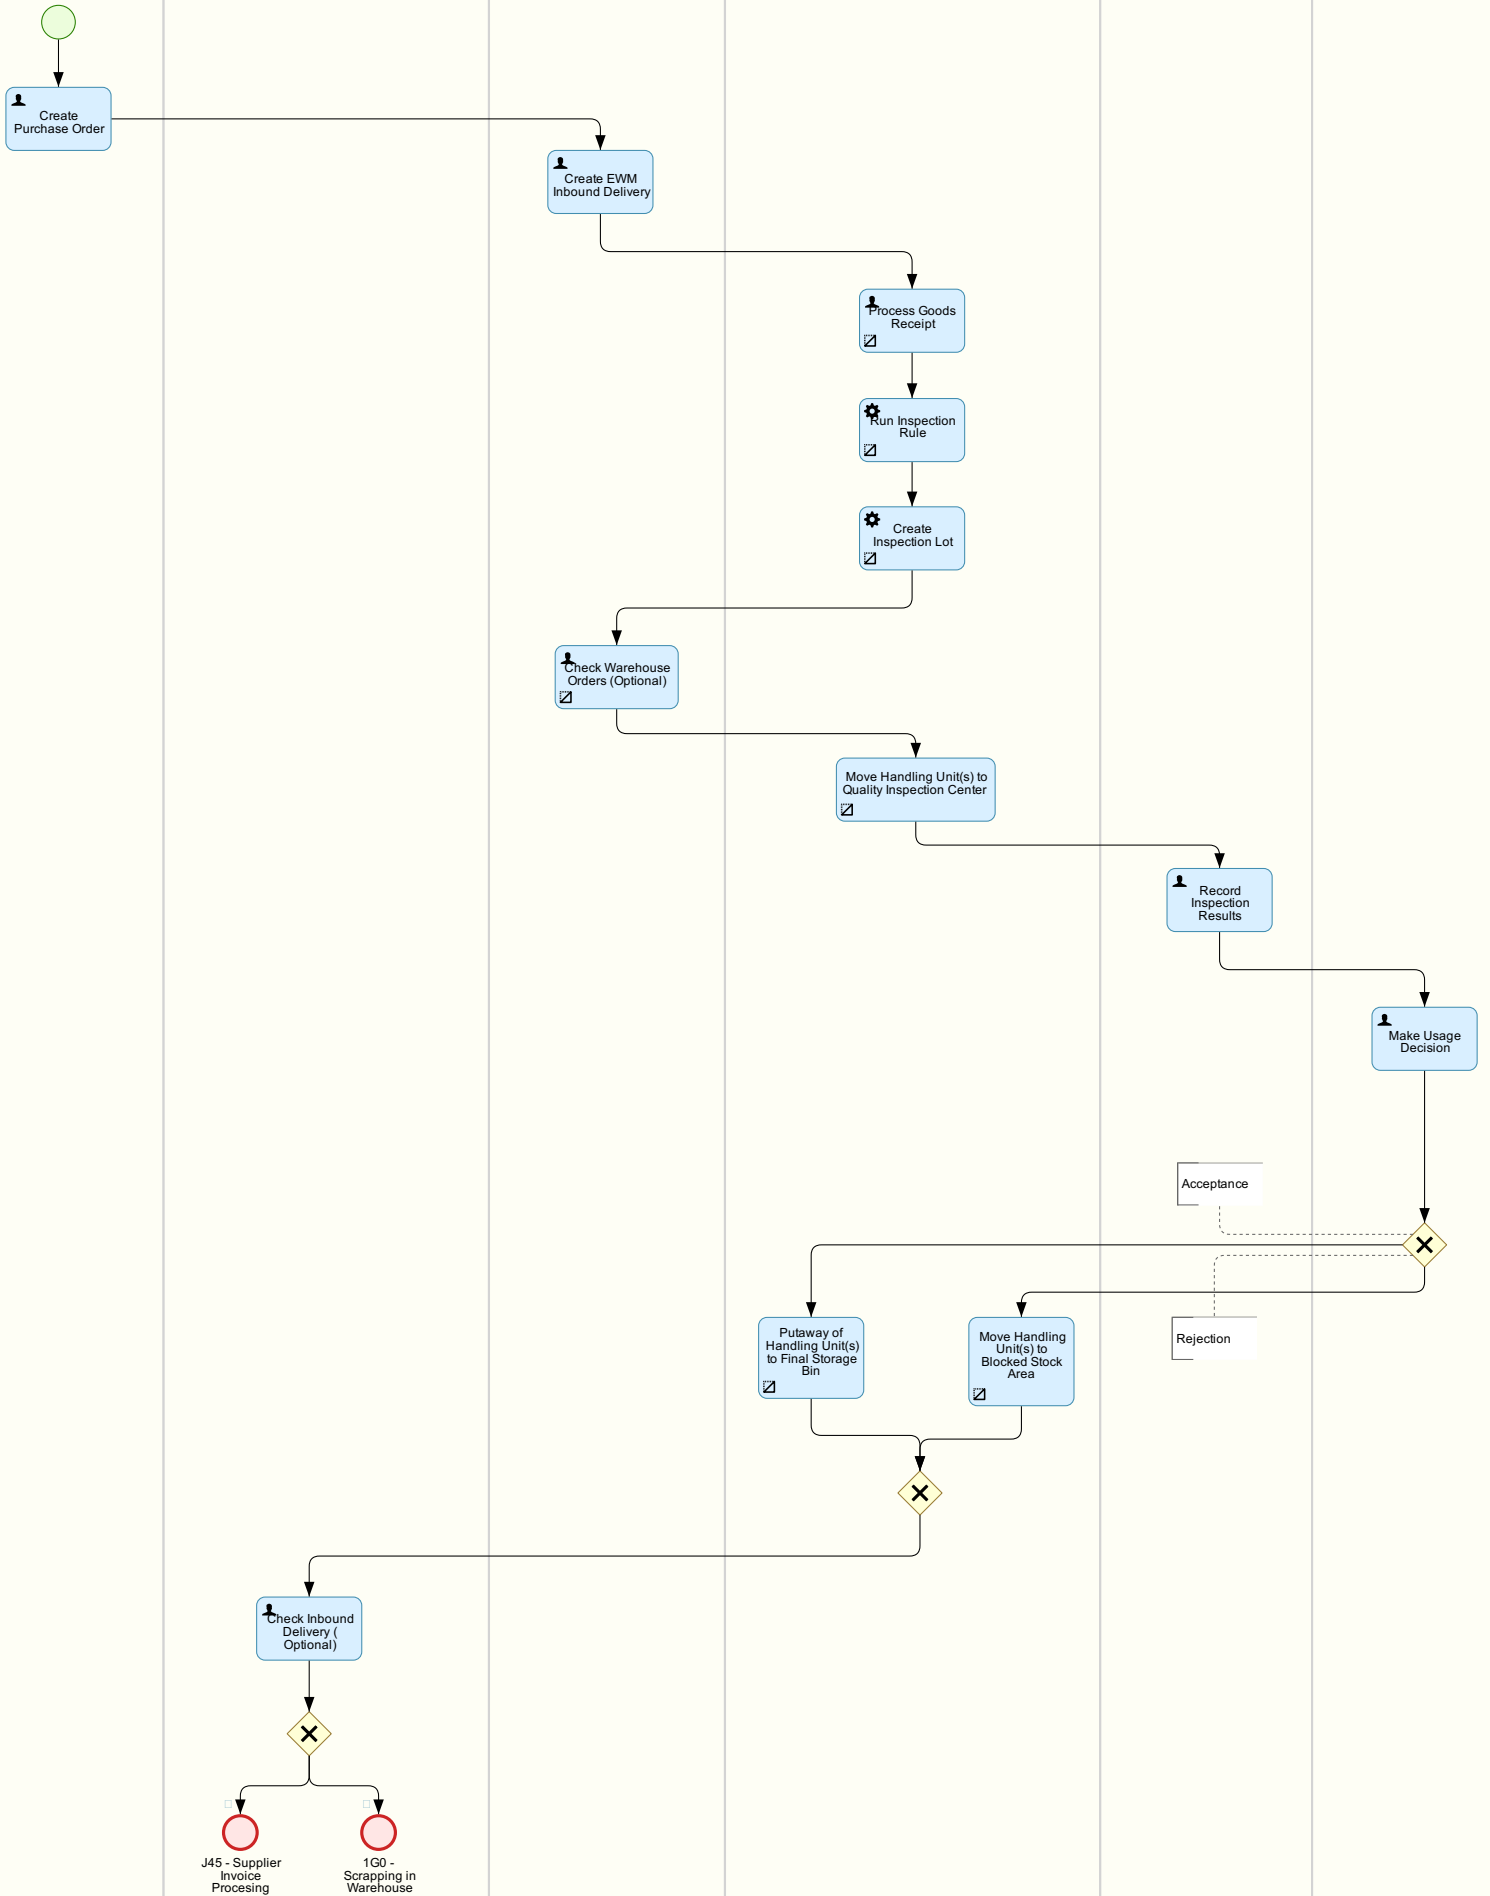 Create
Purchase Order
Create EWM
Inbound Delivery
Process Goods
Receipt
Run Inspection
Rule
Create
Inspection Lot
Check Warehouse
Orders (Optional)
Move Handling Unit(s) to
Quality Inspection Center
Record
Inspection
Results
Make Usage
Decision
Acceptance
Putaway of
Handling Unit(s)
to Final Storage
Bin
Move Handling
Unit(s) to
Blocked Stock
Area
Rejection
Check Inbound
Delivery (
Optional)
J45 - Supplier
Invoice
Procesing
1G0 -
Scrapping in
Warehouse